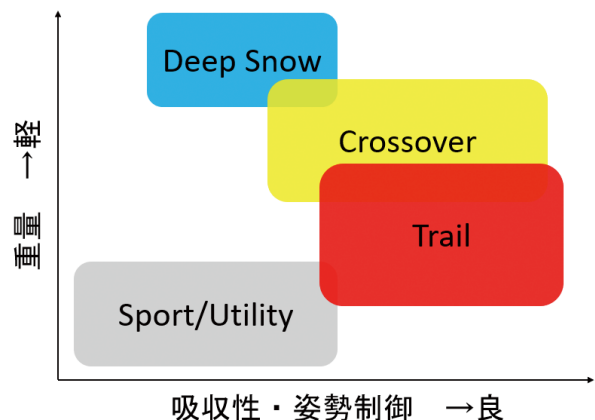 Deep Snow
Crossover
Trail
Sport/Utility
重量　→軽
吸収性・姿勢制御　→良